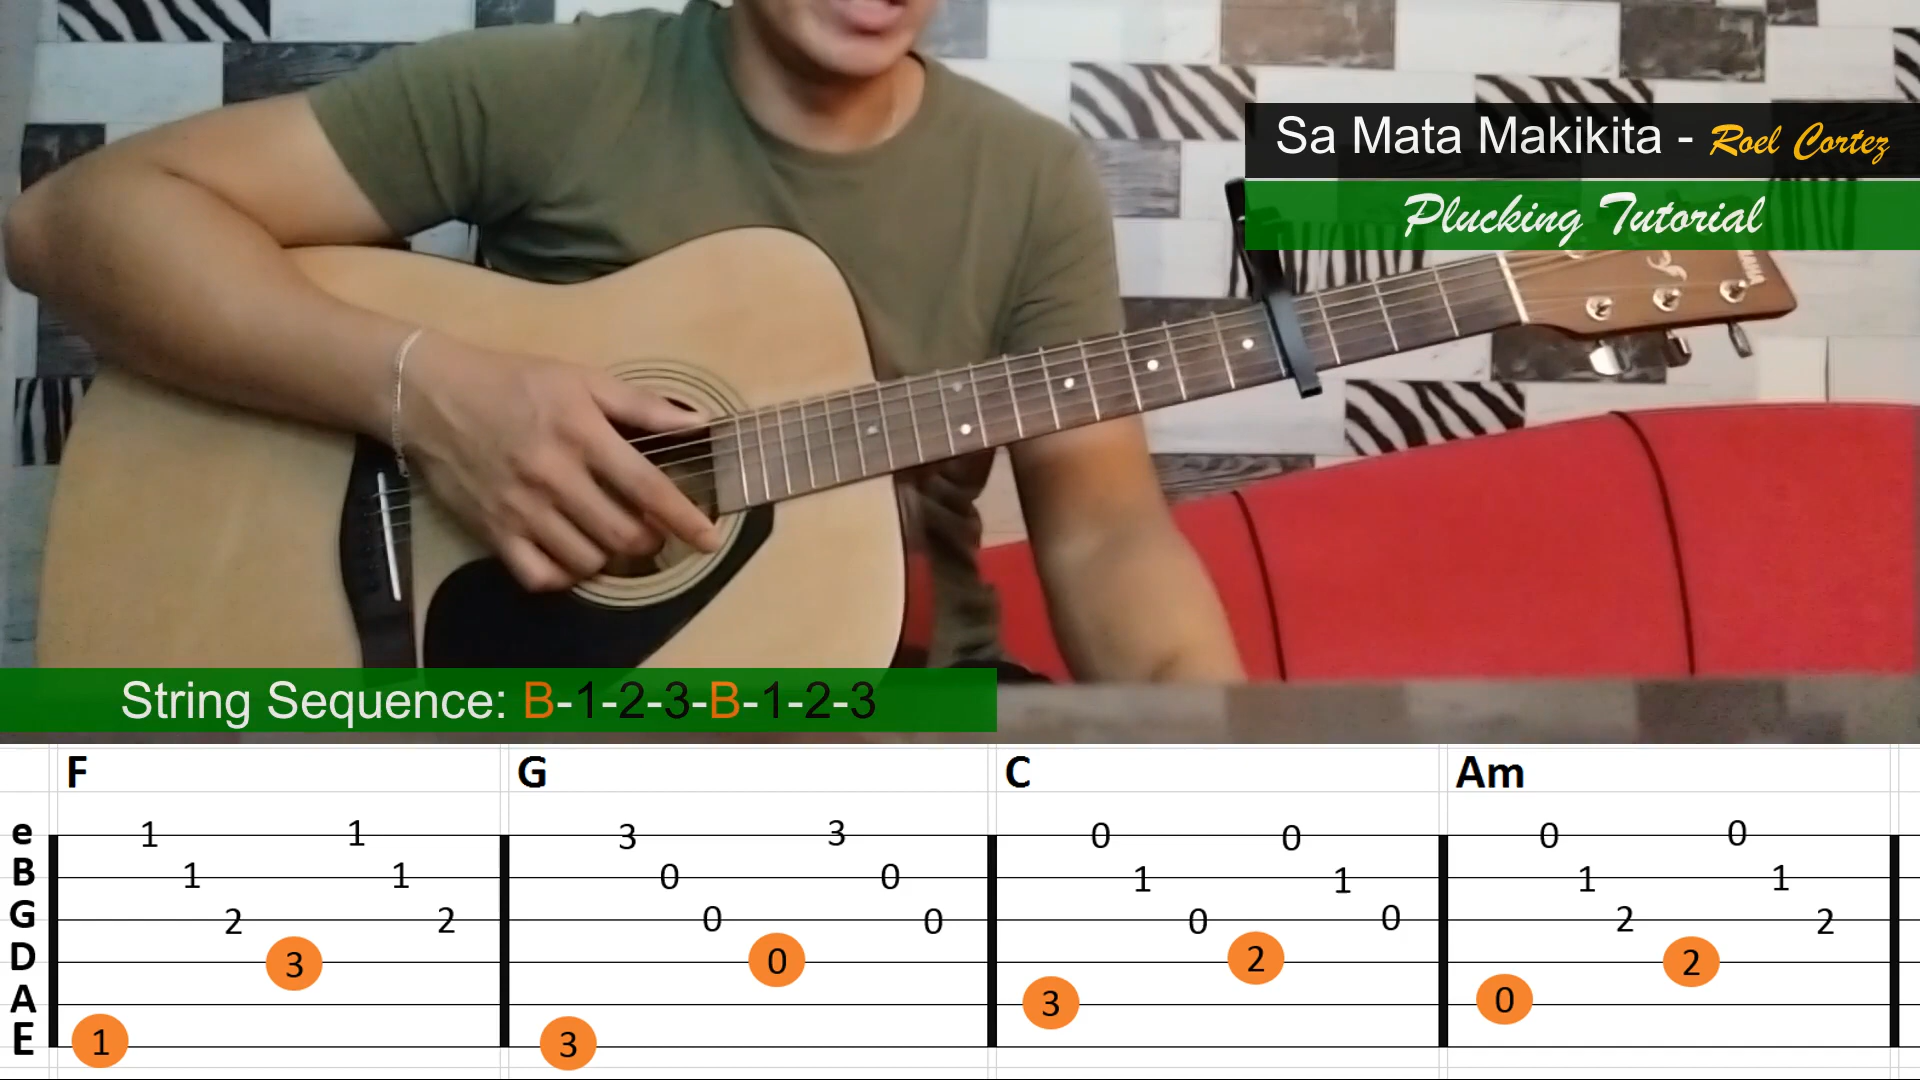 Sa Mata Makikita - Roel Cortez
Plucking Tutorial
String Sequence: B-1-2-3-B-1-2-3
F G C Am
e 1 1 3 3 0 0 0 0
B 1 1 0 0 1 1 1 1
G 2 2 0 0 0 0 2 2
D 3 0 2 2
A 3 0
E 1 3